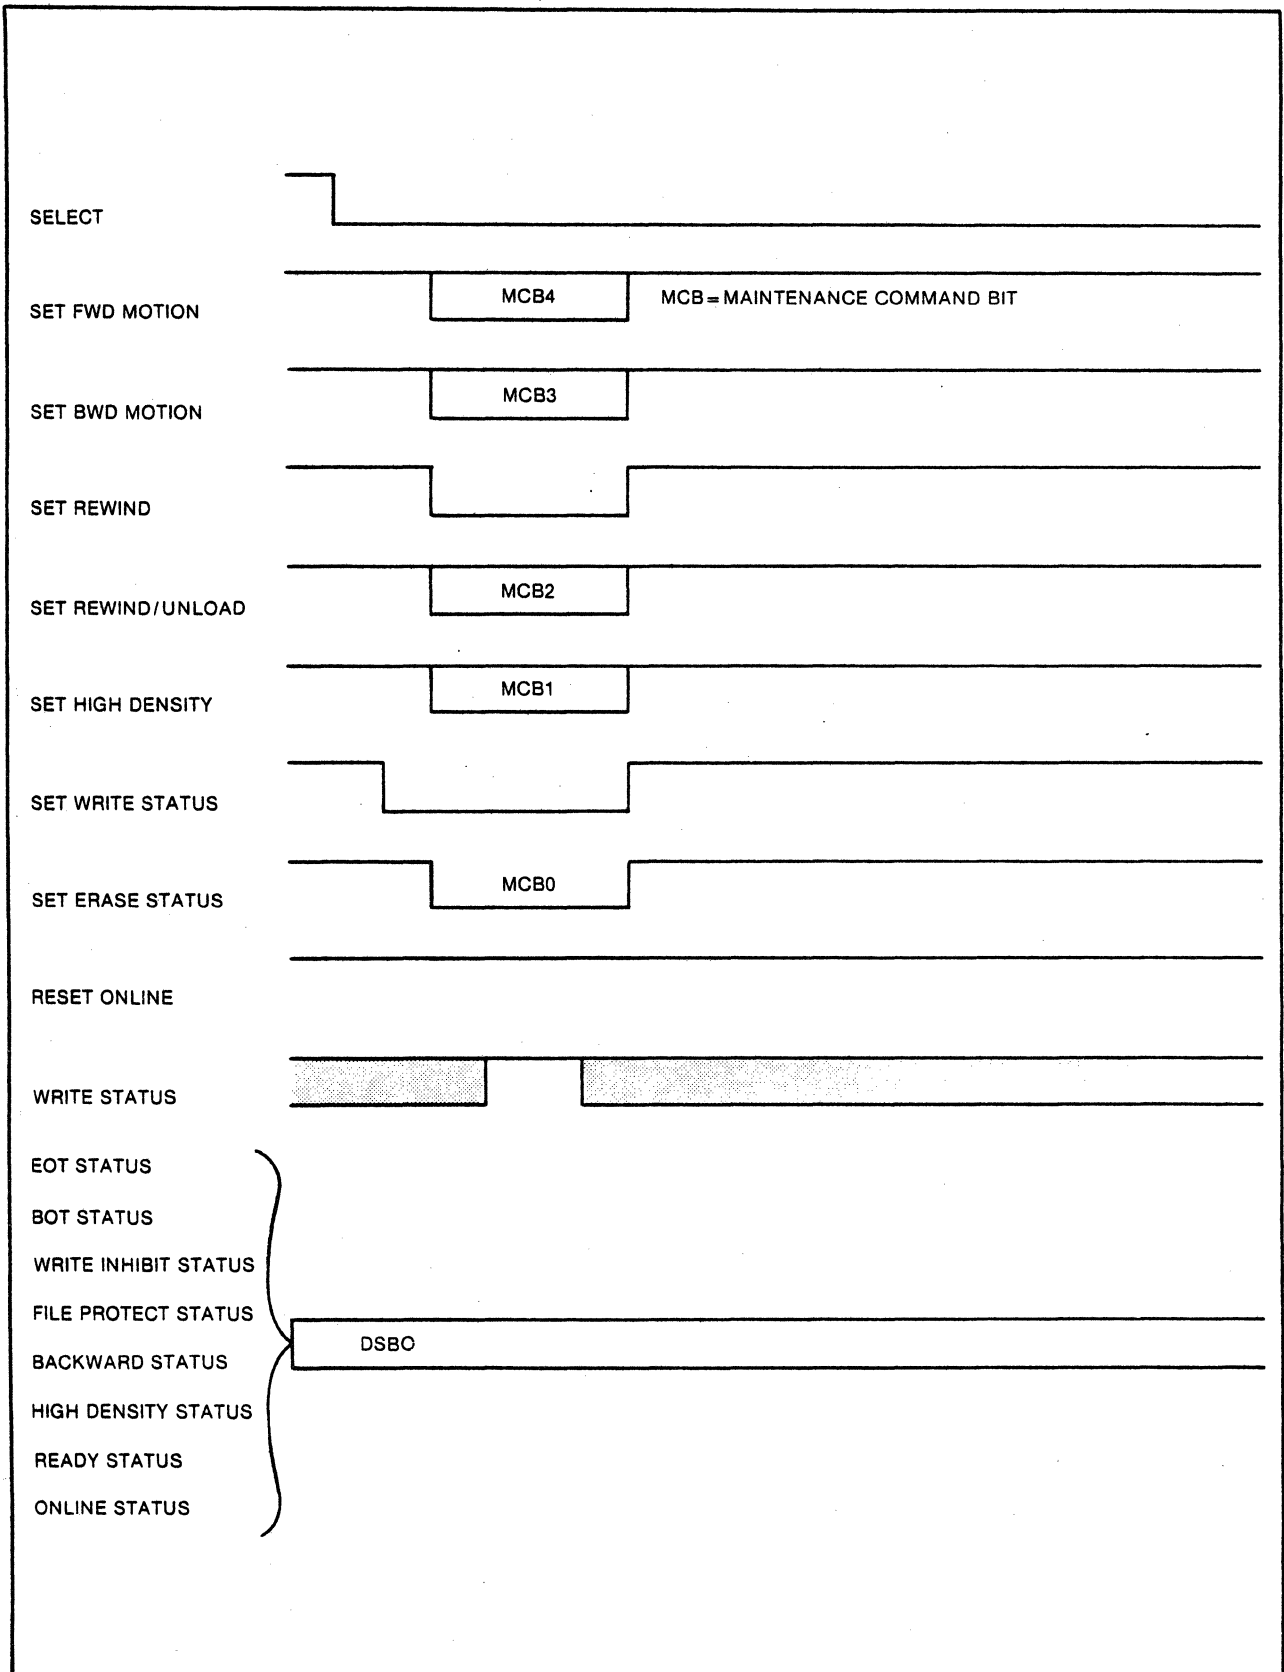 SELECT
SET FWD MOTION
MCB4
MCB=MAINTENANCE COMMAND BIT
SET BWD MOTION
MCB3
SET REWIND
SET REWIND/UNLOAD
MCB2
SET HIGH DENSITY
MCB1
SET WRITE STATUS
SET ERASE STATUS
MCB0
RESET ONLINE
WRITE STATUS
EOT STATUS
BOT STATUS
WRITE INHIBIT STATUS
FILE PROTECT STATUS
DSBO
BACKWARD STATUS
HIGH DENSITY STATUS
READY STATUS
ONLINE STATUS